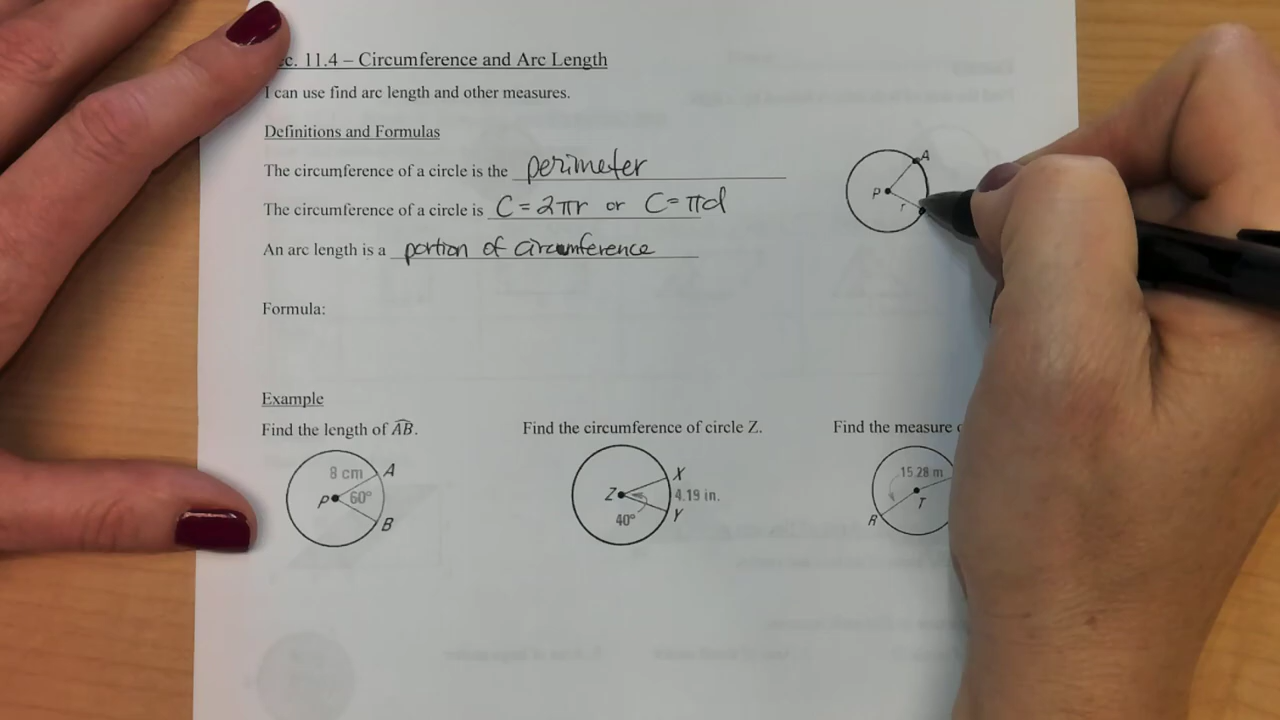 c. 11.4 – Circumference and Arc Length
I can use find arc length and other measures.
Definitions and Formulas
The circumference of a circle is the perimeter
The circumference of a circle is C = 2πr or C = πd
An arc length is a portion of circumference
A
P
r
Formula:
Example
Find the length of AB.
8 cm
A
P
60°
B
Find the circumference of circle Z.
X
Z
4.19 in.
40°
Y
Find the measure
15.28 m
T
R